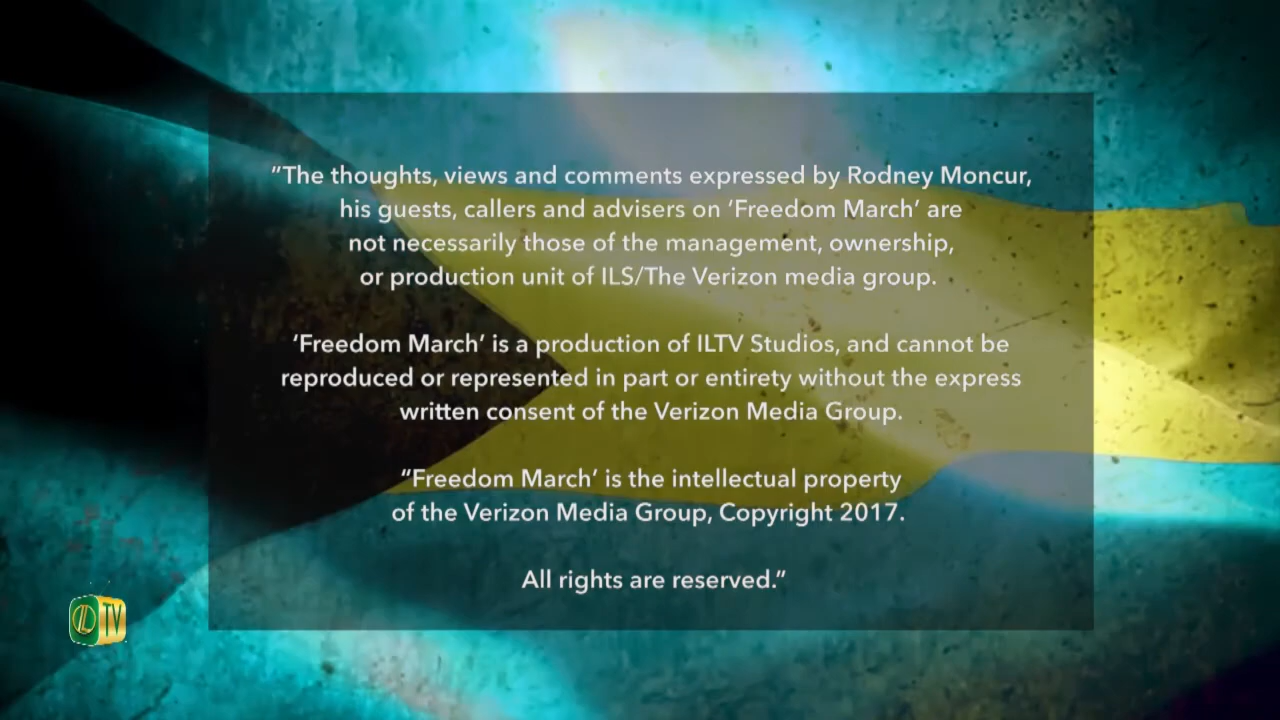 “The thoughts, views and comments expressed by Rodney Moncur,
his guests, callers and advisers on ‘Freedom March’ are
not necessarily those of the management, ownership,
or production unit of ILS/The Verizon media group.
‘Freedom March’ is a production of ILTV Studios, and cannot be
reproduced or represented in part or entirety without the express
written consent of the Verizon Media Group.
“Freedom March’ is the intellectual property
of the Verizon Media Group, Copyright 2017.
All rights are reserved.”
IL TV